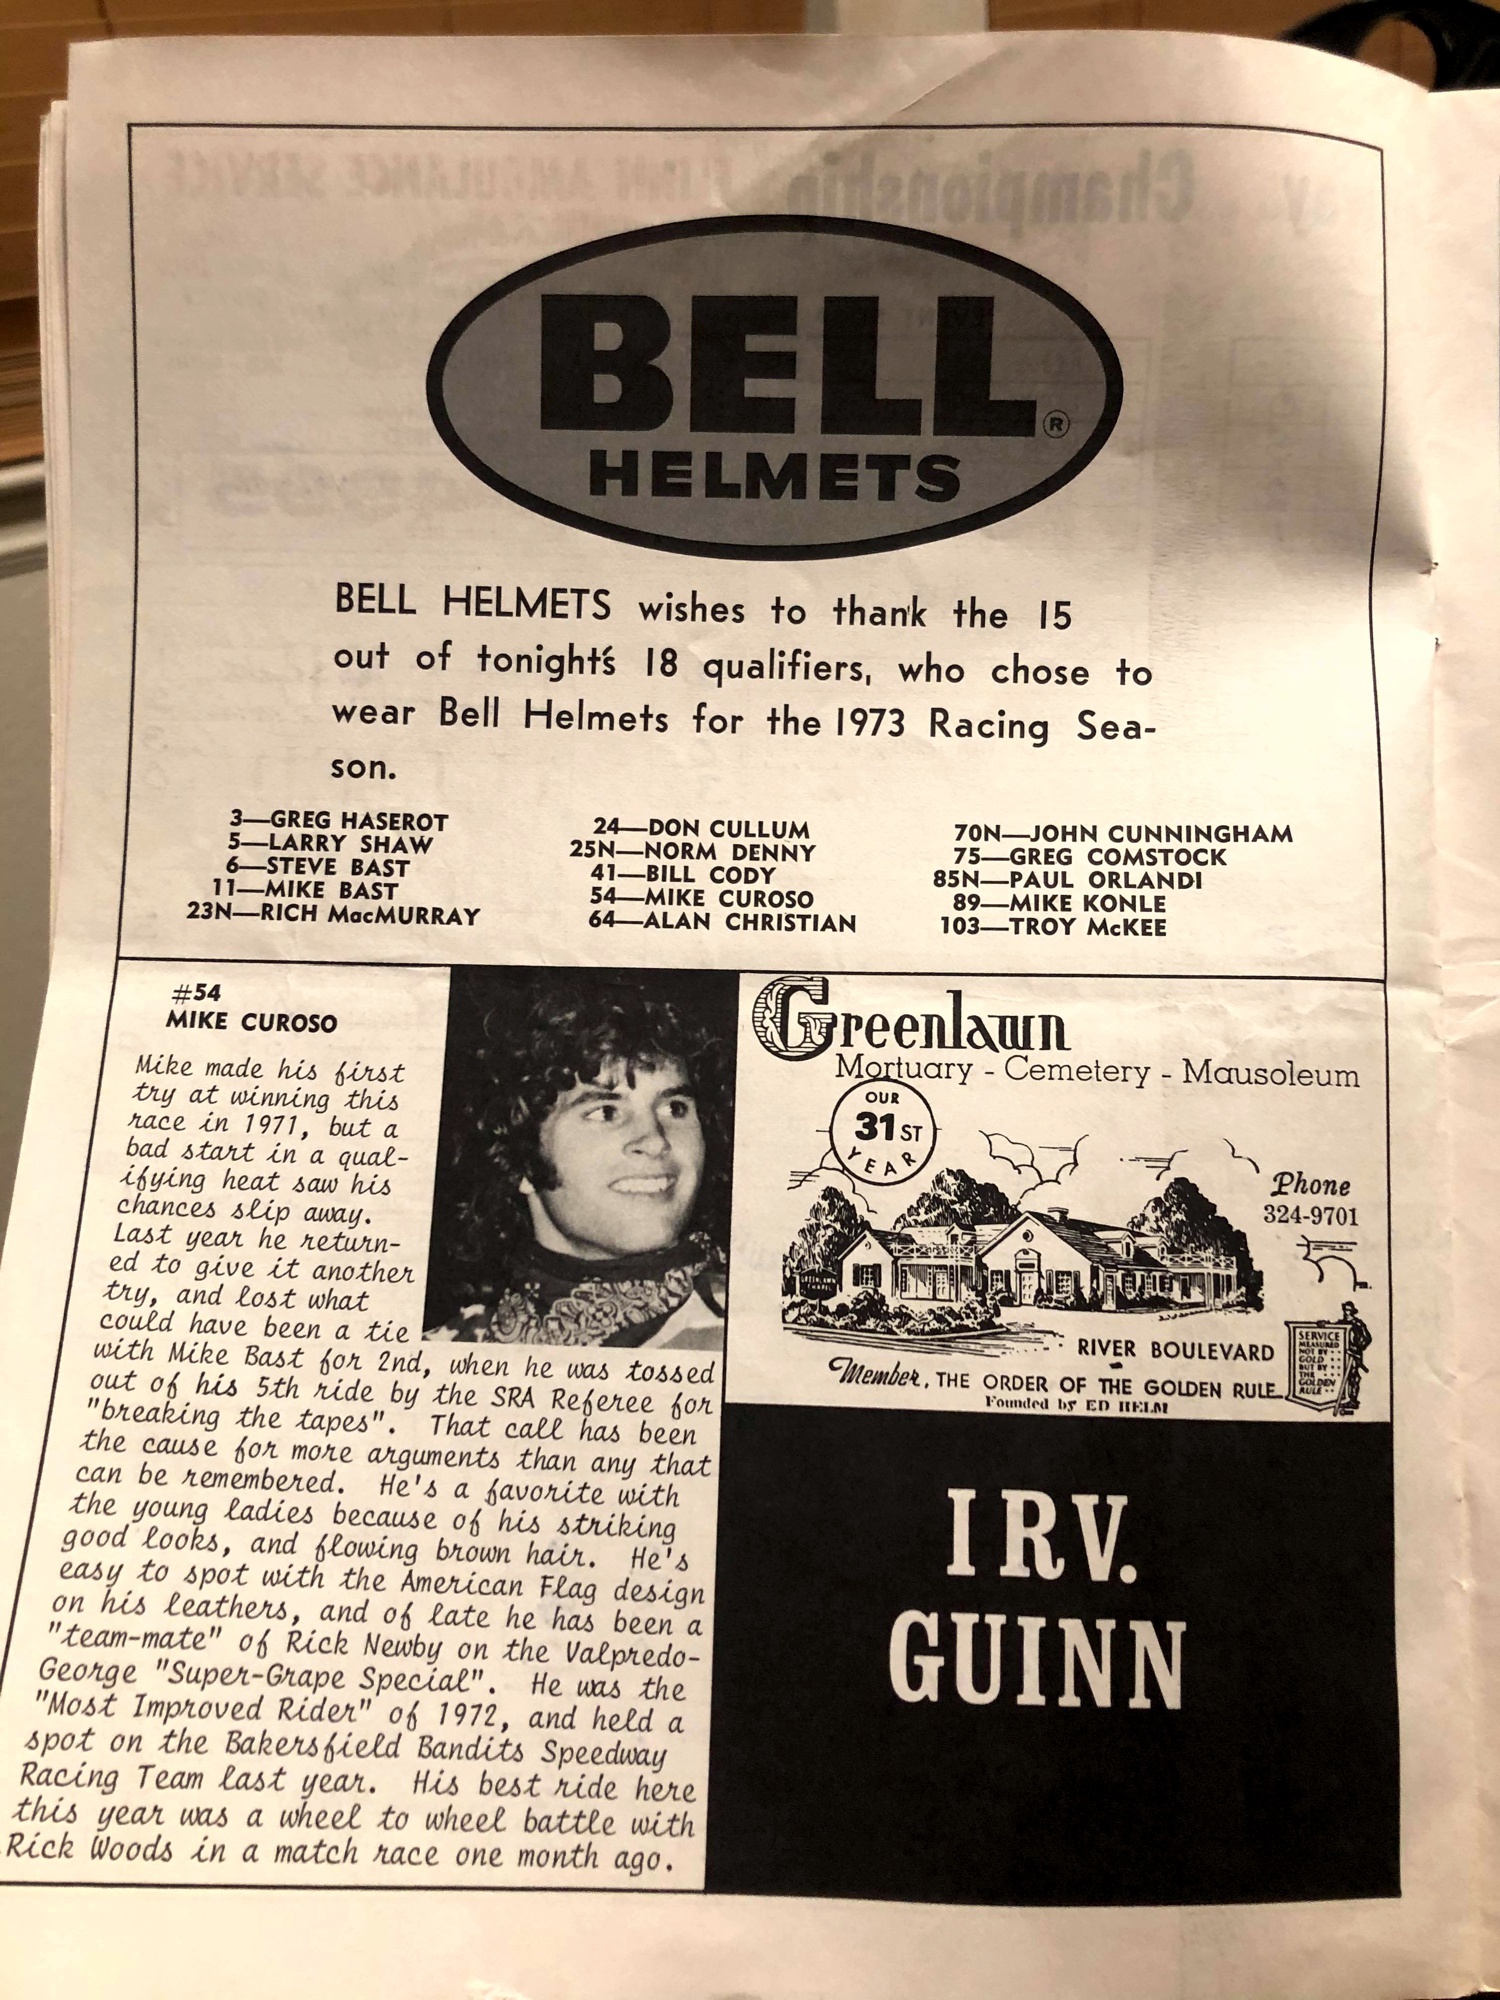 BELL®
HELMETS
BELL HELMETS wishes to thank the 15
out of tonight's 18 qualifiers, who chose to
wear Bell Helmets for the 1973 Racing Sea-
son.
3—GREG HASEROT
5—LARRY SHAW
6—STEVE BAST
11—MIKE BAST
23N—RICH MacMURRAY
24—DON CULLUM
25N—NORM DENNY
41—BILL CODY
54—MIKE CUROSO
64—ALAN CHRISTIAN
70N—JOHN CUNNINGHAM
75—GREG COMSTOCK
85N—PAUL ORLANDI
89—MIKE KONLE
103—TROY McKEE
#54
MIKE CUROSO
Mike made his first
try at winning this
race in 1971, but a
bad start in a qual-
ifying heat saw his
chances slip away.
Last year he return-
ed to give it another
try, and lost what
could have been a tie
with Mike Bast for 2nd, when he was tossed
out of his 5th ride by the SRA Referee for
"breaking the tapes". That call has been
the cause for more arguments than any that
can be remembered. He's a favorite with
the young ladies because of his striking
good looks, and flowing brown hair. He's
easy to spot with the American Flag design
on his leathers, and of late he has been a
"team-mate" of Rick Newby on the Valpredo-
George "Super-Grape Special". He was the
"Most Improved Rider" of 1972, and held a
spot on the Bakersfield Bandits Speedway
Racing Team last year. His best ride here
this year was a wheel to wheel battle with
Rick Woods in a match race one month ago.
Greenlawn
Mortuary - Cemetery - Mausoleum
OUR
31ST
YEAR
Phone
324-9701
RIVER BOULEVARD
Member, THE ORDER OF THE GOLDEN RULE
Founded by ED HELM
SERVICE
MEASURED
NOT BY
GOLD
BUT BY
THE
GOLDEN
RULE
IRV.
GUINN